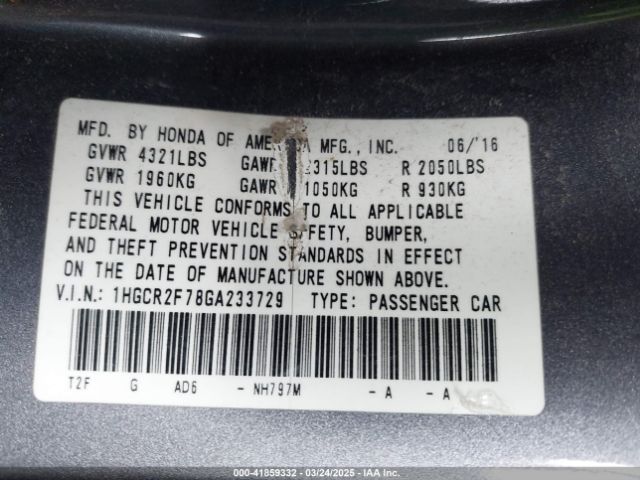 MFD. BY HONDA OF AMERICA MFG., INC. 06/'16
GVWR 4321LBS GAWR 2315LBS R 2050LBS
GVWR 1960KG GAWR 1050KG R 930KG
THIS VEHICLE CONFORMS TO ALL APPLICABLE
FEDERAL MOTOR VEHICLE SAFETY, BUMPER,
AND THEFT PREVENTION STANDARDS IN EFFECT
ON THE DATE OF MANUFACTURE SHOWN ABOVE.
V.I.N.: 1HGCR2F78GA233729 TYPE: PASSENGER CAR
T2F G AD6 - NH797M - A - A
000-41859332 - 03/24/2025 - IAA Inc.